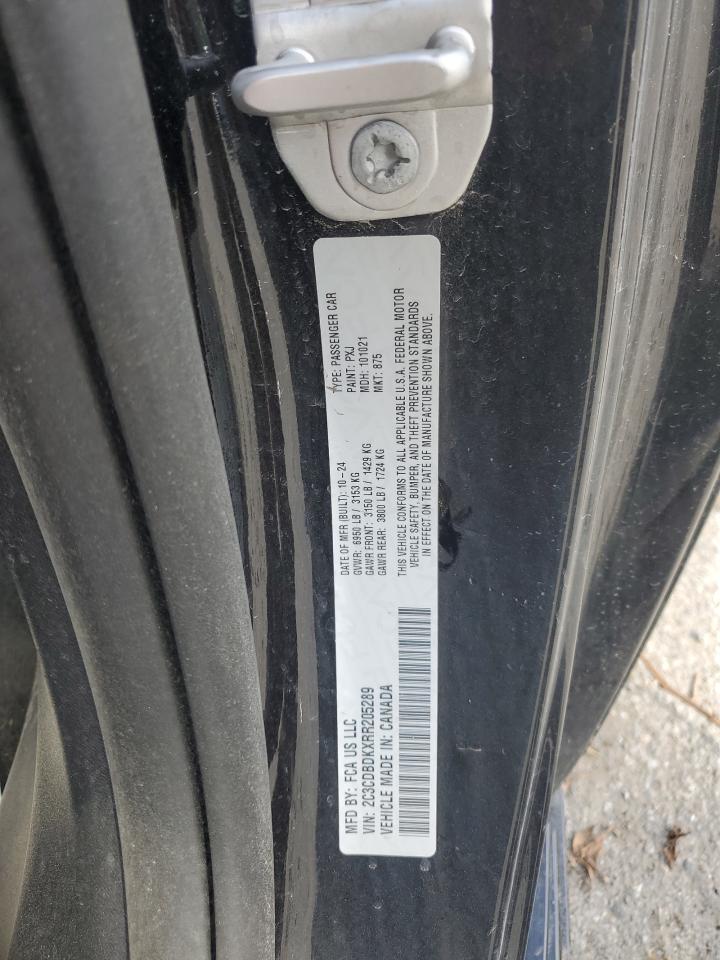 MFD BY: FCA US LLC
VIN: 2C3CDBDKXRR205289
VEHICLE MADE IN: CANADA
DATE OF MFR (BUILT): 10-24
GVWR: 6950 LB / 3153 KG
GAWR FRONT: 3150 LB / 1429 KG
GAWR REAR: 3800 LB / 1724 KG
TYPE: PASSENGER CAR
PAINT: PXJ
MDH: 101021
MKT: 875
THIS VEHICLE CONFORMS TO ALL APPLICABLE U.S.A. FEDERAL MOTOR
VEHICLE SAFETY, BUMPER, AND THEFT PREVENTION STANDARDS
IN EFFECT ON THE DATE OF MANUFACTURE SHOWN ABOVE.